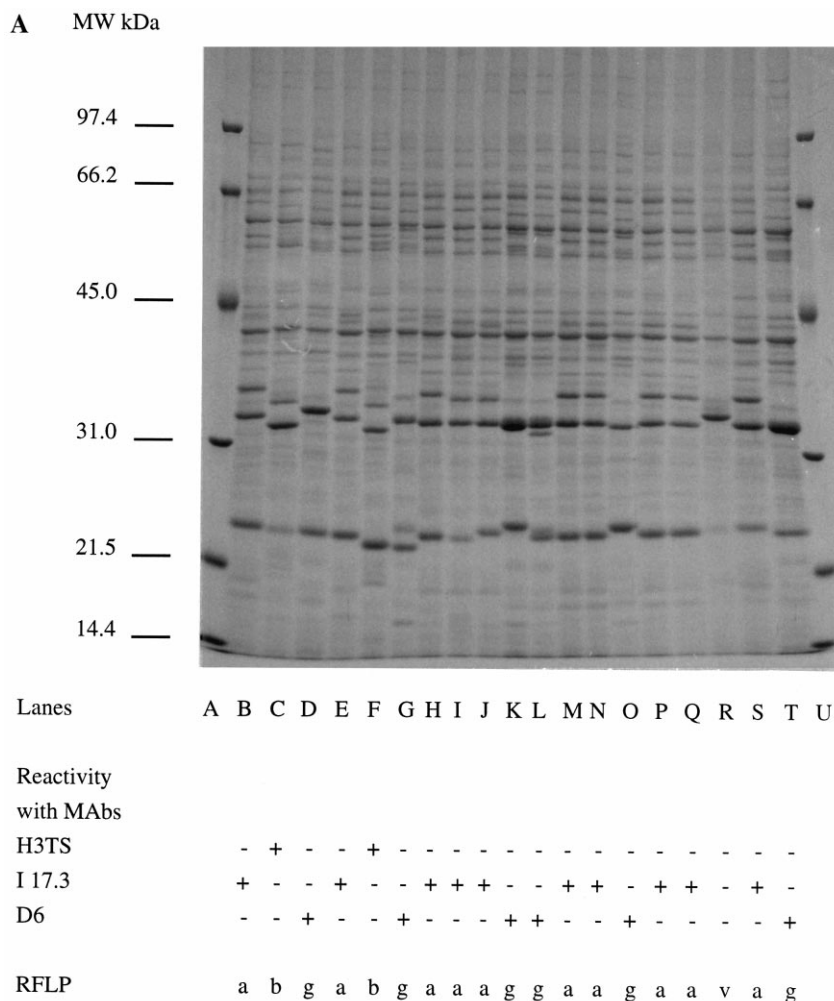 A MW kDa
97.4
66.2
45.0
31.0
21.5
14.4
Lanes A B C D E F G H I J K L M N O P Q R S T U
Reactivity
with MAbs
H3TS - + - - + - - - - - - - - - - - - - -
I 17.3 + - - + - - + + + - - + + - + + - + -
D6 - - + - - + - - - + + - - + - - - - +
RFLP a b g a b g a a a g g a a g a a v a g